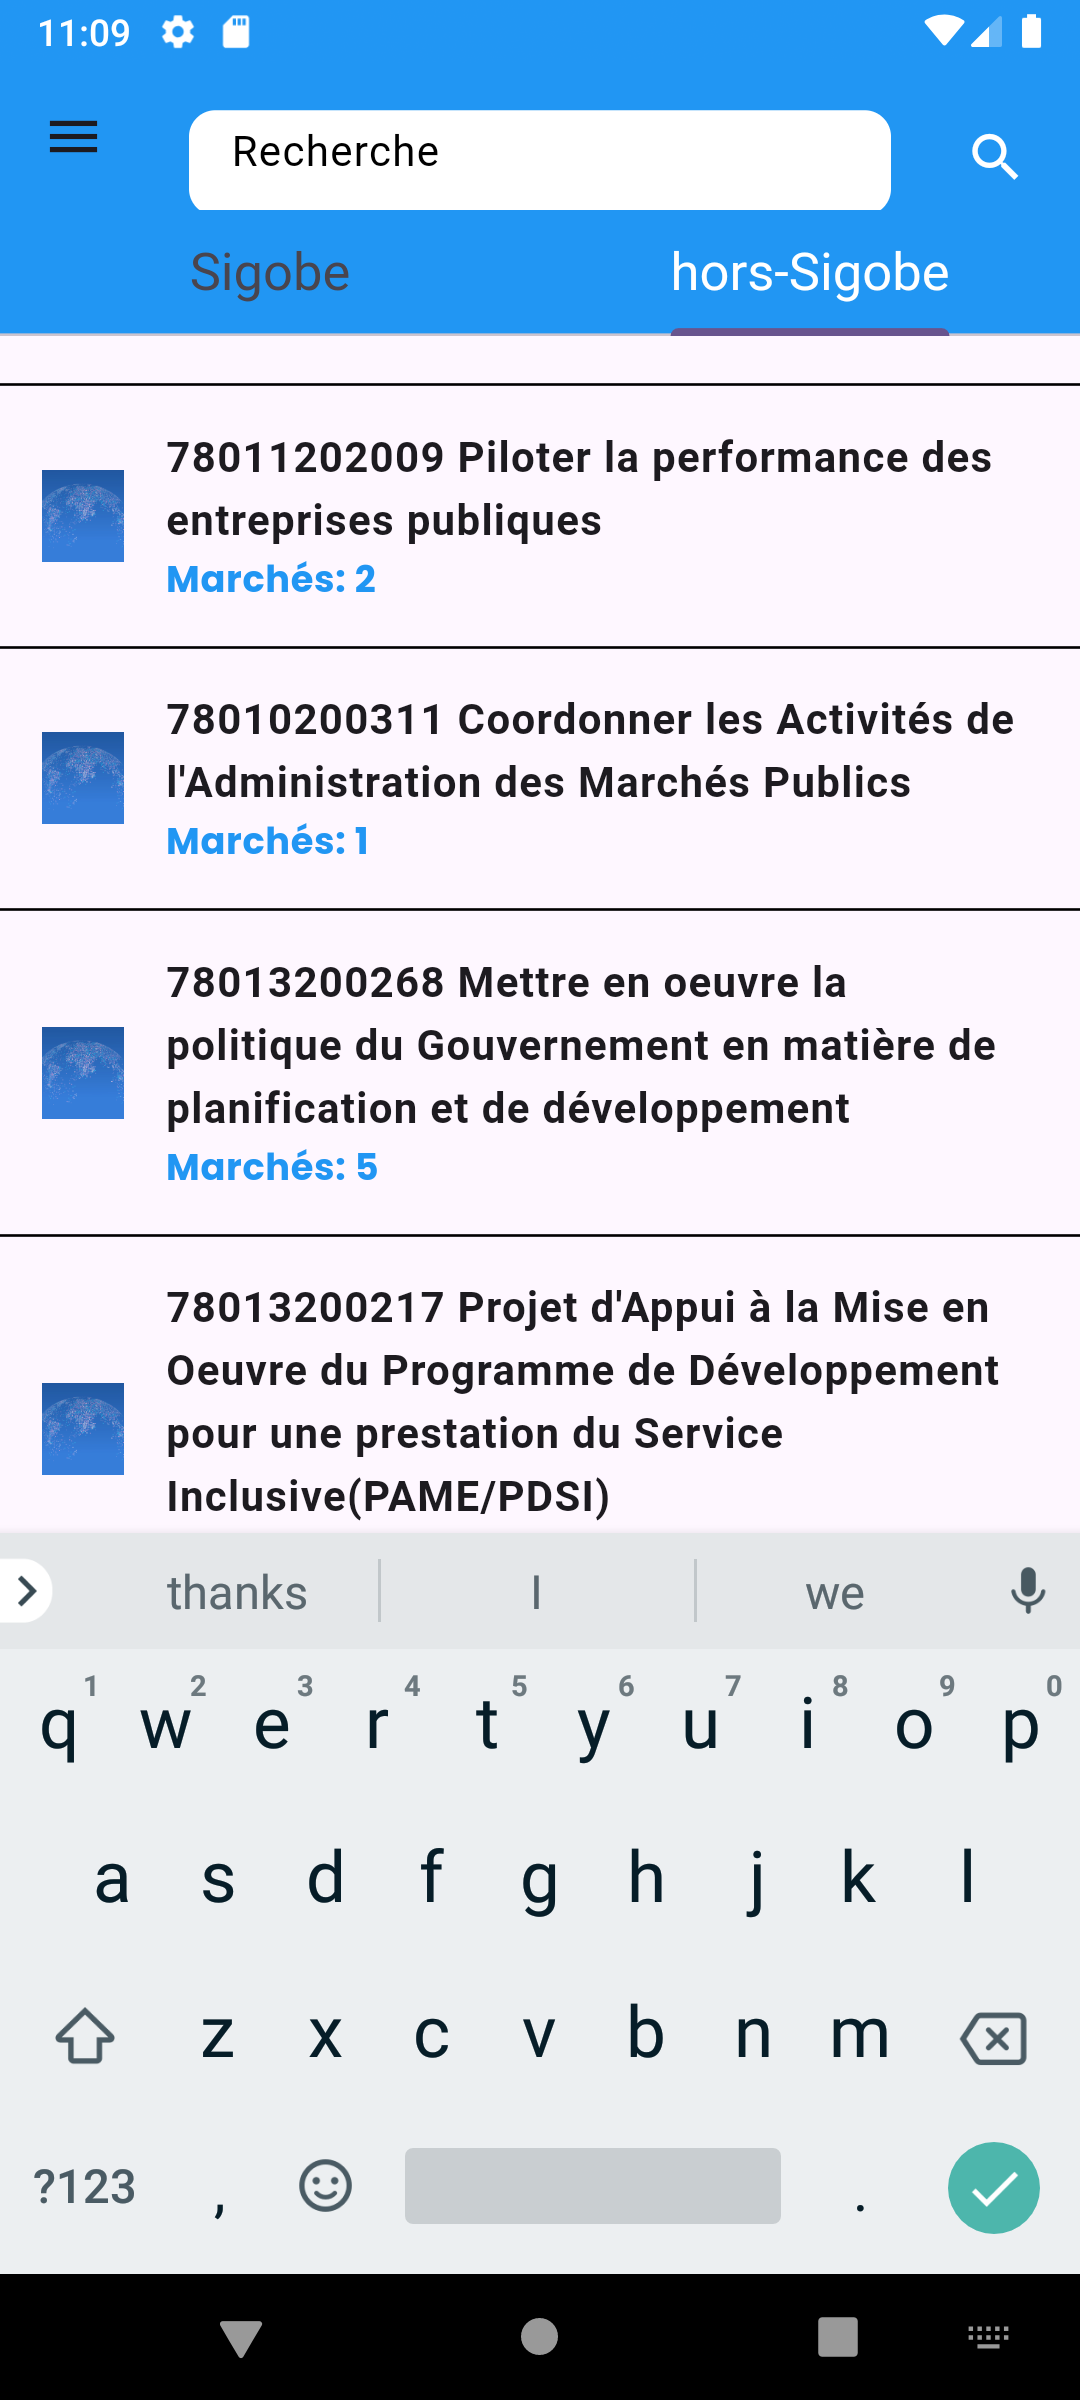 11:09
Recherche
Sigobe
hors-Sigobe
78011202009 Piloter la performance des
entreprises publiques
Marchés: 2
78010200311 Coordonner les Activités de
l'Administration des Marchés Publics
Marchés: 1
78013200268 Mettre en oeuvre la
politique du Gouvernement en matière de
planification et de développement
Marchés: 5
78013200217 Projet d'Appui à la Mise en
Oeuvre du Programme de Développement
pour une prestation du Service
Inclusive(PAME/PDSI)
thanks I we
1 2 3 4 5 6 7 8 9 0
q w e r t y u i o p
a s d f g h j k l
z x c v b n m
?123 , .